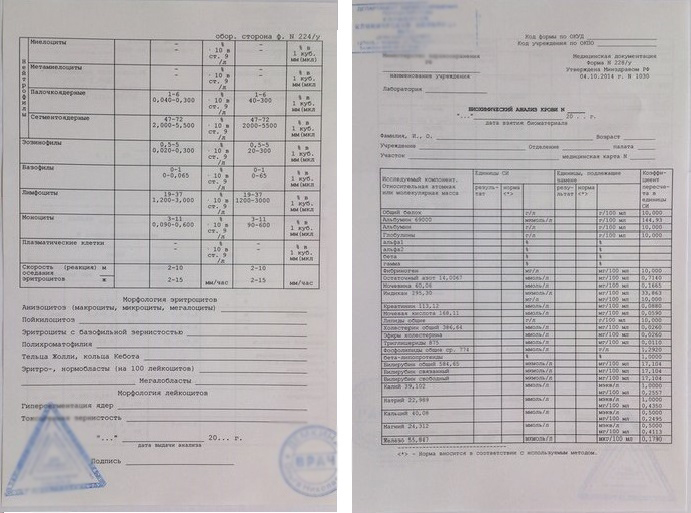 обор. сторона ф. N 224/у
Нейтрофилы
Миелоциты - - % · 10 в ст. 9 /л - - % в 1 куб. мм(мкл
Метамиелоциты - - % · 10 в ст. 9 /л - - % в 1 куб. мм(мкл
Палочкоядерные 1-6 0,040-0,300 % · 10 в ст. 9 /л 1-6 40-300 % в 1 куб. мм(мкл
Сегментоядерные 47-72 2,000-5,500 % · 10 в ст. 9 /л 47-72 2000-5500 % в 1 куб. мм(мкл
Эозинофилы 0,5-5 0,020-0,300 % · 10 в ст. 9 /л 0,5-5 20-300 % в 1 куб. мм(мкл
Базофилы 0-1 0-0,065 % · 10 в ст. 9 /л 0-1 0-65 % в 1 куб. мм(мкл
Лимфоциты 19-37 1,200-3,000 % · 10 в ст. 9 /л 19-37 1200-3000 % в 1 куб. мм(мкл
Моноциты 3-11 0,090-0,600 % · 10 в ст. 9 /л 3-11 90-600 % в 1 куб. мм(мкл
Плазматические клетки - - % · 10 в ст. 9 /л - - % в 1 куб. мм(мкл
Скорость (реакция) м 2-10 2-10
оседания
эритроцитов ж 2-15 мм/час 2-15 мм/час
Морфология эритроцитов
Анизоцитоз (макроциты, микроциты, мегалоциты)
Пойкилоцитоз
Эритроциты с базофильной зернистостью
Полихроматофилия
Тельца Жолли, кольца Кебота
Эритро-, нормобласты (на 100 лейкоцитов)
Мегалобласты
Морфология лейкоцитов
ядер
зернистость
"..." 20... г.
дата выдачи анализа
Подпись
ВРАЧ
Код формы по ОКУД
Код учреждения по ОКПО
Медицинская документация
Форма N 228/у
наименование учреждения
Утверждена Минздравом РФ
04.10.2014 г. N 1030
Лаборатория
БИОХИМИЧЕСКИЙ АНАЛИЗ КРОВИ N
"..." 20 .. г.
дата взятия биоматериала
Фамилия, И., О. Возраст
Учреждение Отделение палата
Участок медицинская карта N
Исследуемый компонент. Относительная атомная или молекулярная масса
Единицы СИ
результат норма <*>
Единицы, подлежащие
результат норма <*>
Коэффициент пересчета в единицы СИ
Общий белок г/л г/100 мл 10,000
Альбумин 69000 мкмоль/л г/100 мл 144,93
Альбумин г/л г/100 мл 10,000
Глобулины г/л г/100 мл 10,000
альфа1 % %
альфа2 % %
бета % %
гамма % %
Фибриноген мг/100 мл 10,000
Остаточный азот 14,0067 ммоль/л мг/100 мл 0,7140
Мочевина 60,06 ммоль/л мг/100 мл 0,1665
Индикан 295,30 мг/100 мл 33,863
мг/л мг/100 мл 10,000
Креатинин 113,12 ммоль/л мг/100 мл 0,0880
Мочевая кислота 168,11 ммоль/л мг/100 мл 0,0590
Липиды общие г/л мг/100 мл 10,000
Холестерин общий 386,64 ммоль/л мг/100 мл 0,0260
Эфиры холестерина ммоль/л мг/100 мл 0,0260
Триглицериды 875 ммоль/л мг/100 мл 0,0110
Фосфолипиды общие ср. 774 ммоль/л 1,2920
бета-липопротеиды % % 1,0000
Билирубин общий 584,65 мкмоль/л мг/100 мл 17,104
Билирубин связанный мкмоль/л мг/100 мл 17,104
Билирубин свободный мкмоль/л мг/100 мл 17,104
Калий 39,102 ммоль/л мэкв/л 1,0000
мг/100 мл 0,2557
Натрий 22,989 ммоль/л мэкв/л 1,0000
мг/100 мл 0,4350
Кальций 40,08 ммоль/л мэкв/л 0,5000
мг/100 мл 0,2495
Магний 24,312 ммоль/л мэкв/л 0,5000
мг/100 мл 0,4113
Железо 55,847 мкмоль/л мкг/100 мл 0,1790
<*> - Норма вносится в соответствии с используемым методом.